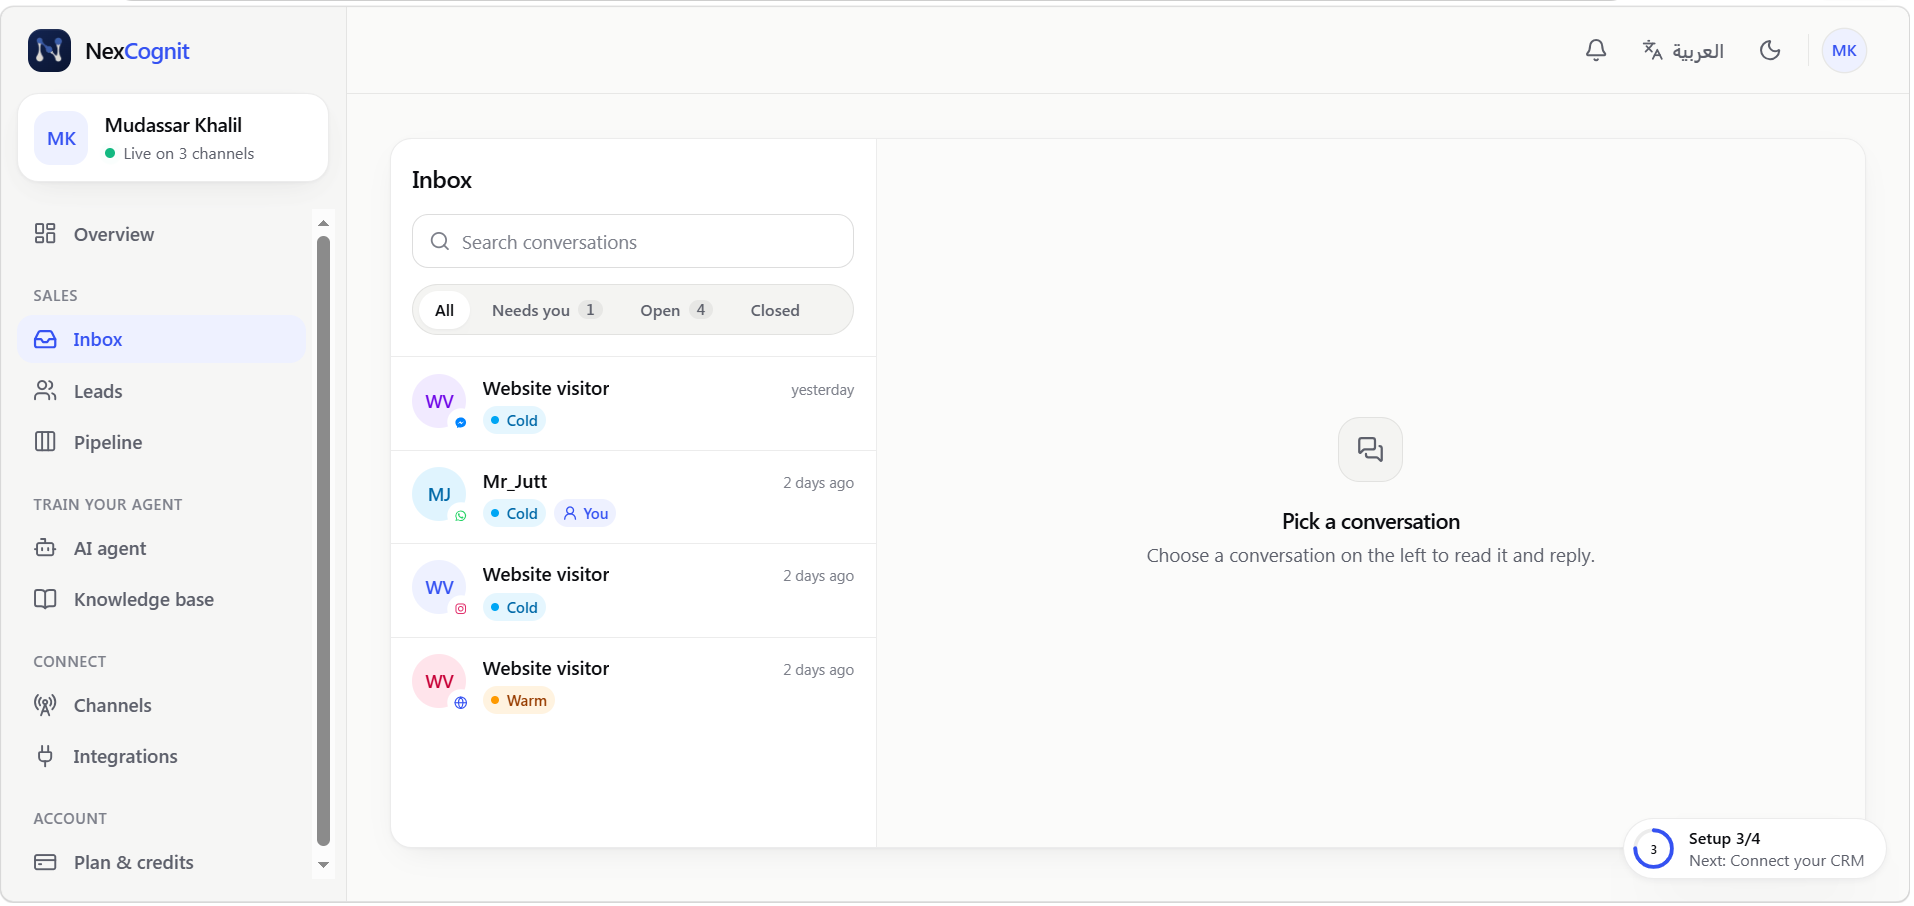 NexCognit
العربية
MK
MK
Mudassar Khalil
Live on 3 channels
Overview
SALES
Inbox
Leads
Pipeline
TRAIN YOUR AGENT
AI agent
Knowledge base
CONNECT
Channels
Integrations
ACCOUNT
Plan & credits
Inbox
Search conversations
All Needs you 1 Open 4 Closed
WV Website visitor yesterday
Cold
MJ Mr_Jutt 2 days ago
Cold You
WV Website visitor 2 days ago
Cold
WV Website visitor 2 days ago
Warm
Pick a conversation
Choose a conversation on the left to read it and reply.
3 Setup 3/4
Next: Connect your CRM